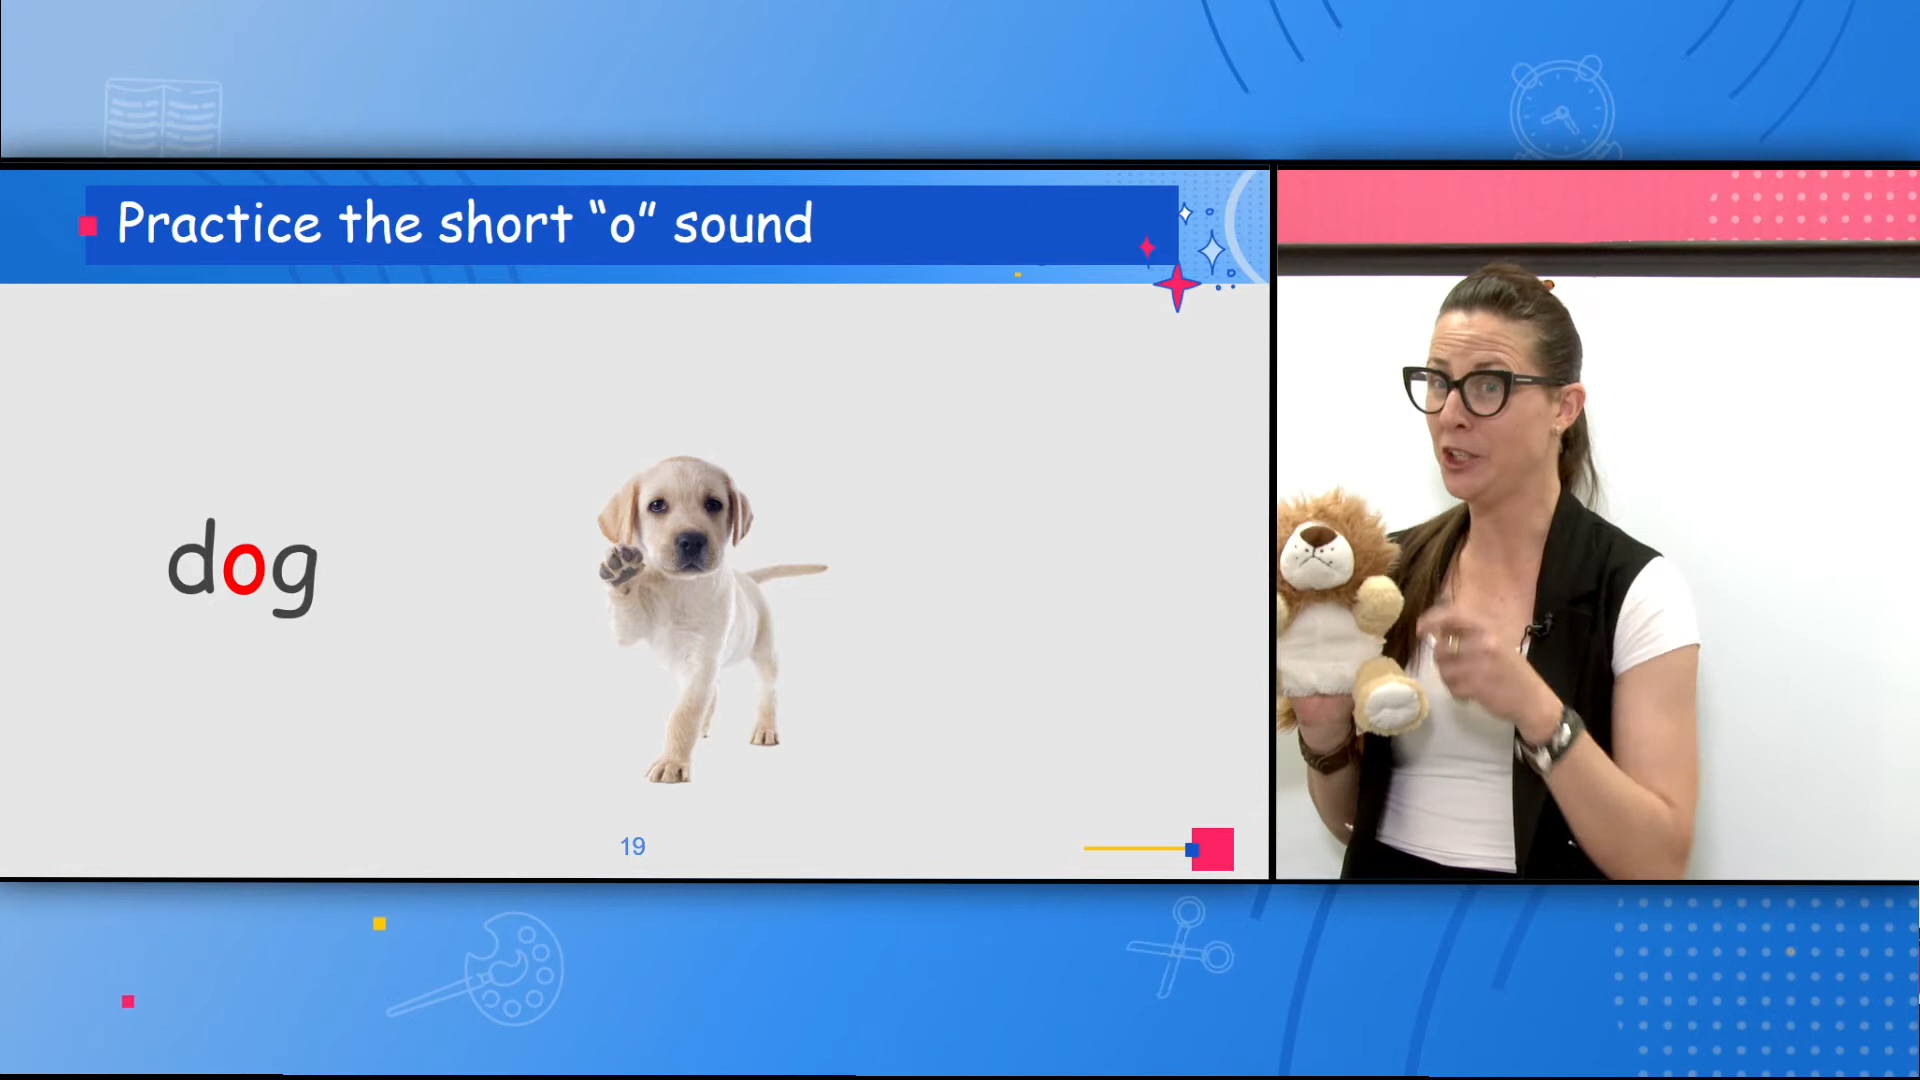 Practice the short “o” sound
dog
19